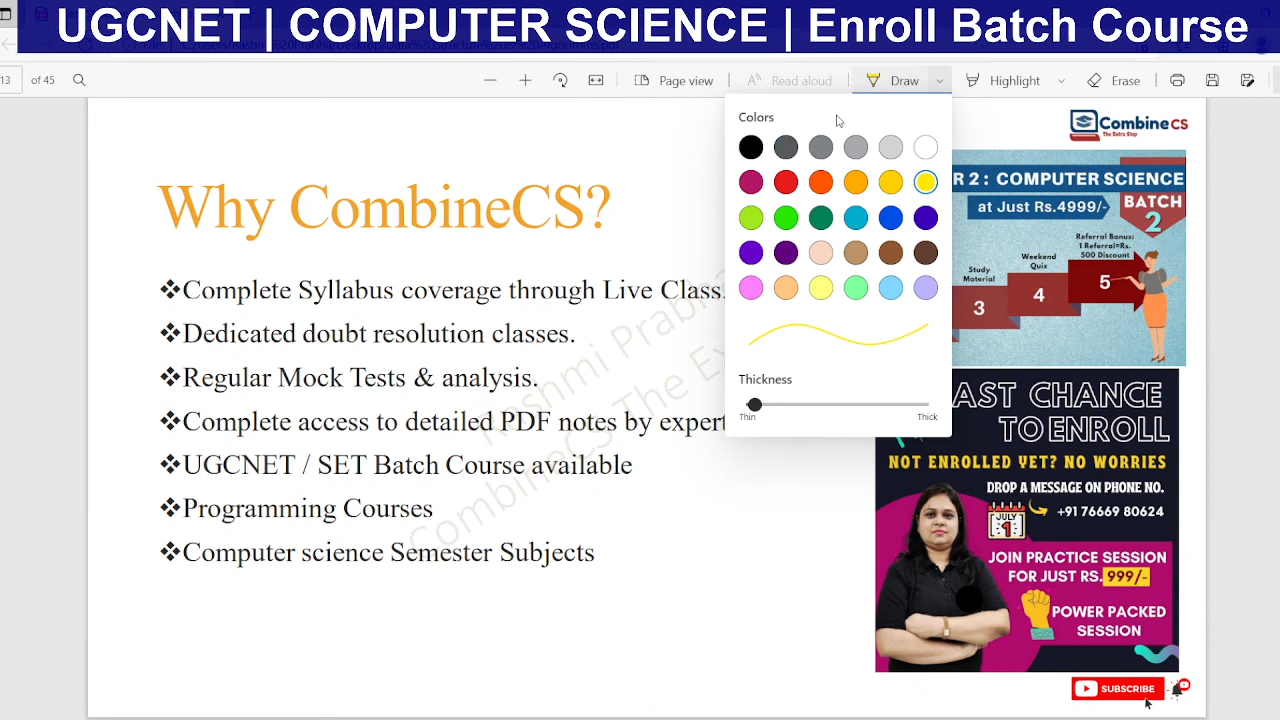 UGCNET | COMPUTER SCIENCE | Enroll Batch Course
13 of 45
Page view
Read aloud
Draw
Highlight
Erase
Colors
Thickness
Thin
Thick
Why CombineCS?
❖Complete Syllabus coverage through Live Class.
❖Dedicated doubt resolution classes.
❖Regular Mock Tests & analysis.
❖Complete access to detailed PDF notes by expert
❖UGCNET / SET Batch Course available
❖Programming Courses
❖Computer science Semester Subjects
Reshmi Prabha
CombineCS The Ex
CombineCS
The Extra Step
R 2 : COMPUTER SCIENCE
at Just Rs.4999/-
BATCH
2
Referral Bonus:
1 Referral=Rs.
500 Discount
Weekend
Quiz
Study
Material
3
4
5
AST CHANCE
TO ENROLL
NOT ENROLLED YET? NO WORRIES
DROP A MESSAGE ON PHONE NO.
+91 76669 80624
JULY
1
JOIN PRACTICE SESSION
FOR JUST RS. 999/-
POWER PACKED
SESSION
SUBSCRIBE